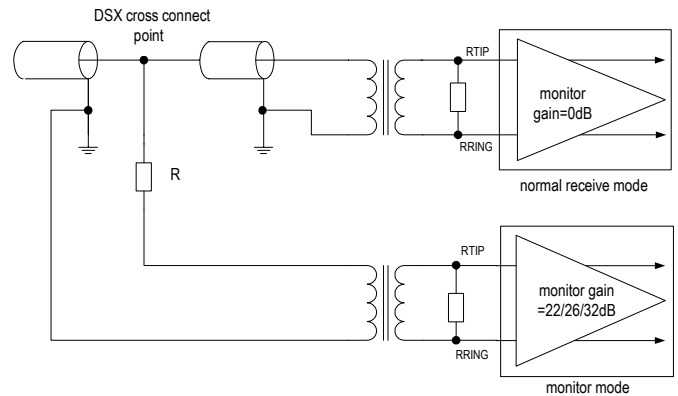 DSX cross connect
point
RTIP
monitor
gain=0dB
RRING
normal receive mode
R
RTIP
monitor gain
=22/26/32dB
RRING
monitor mode